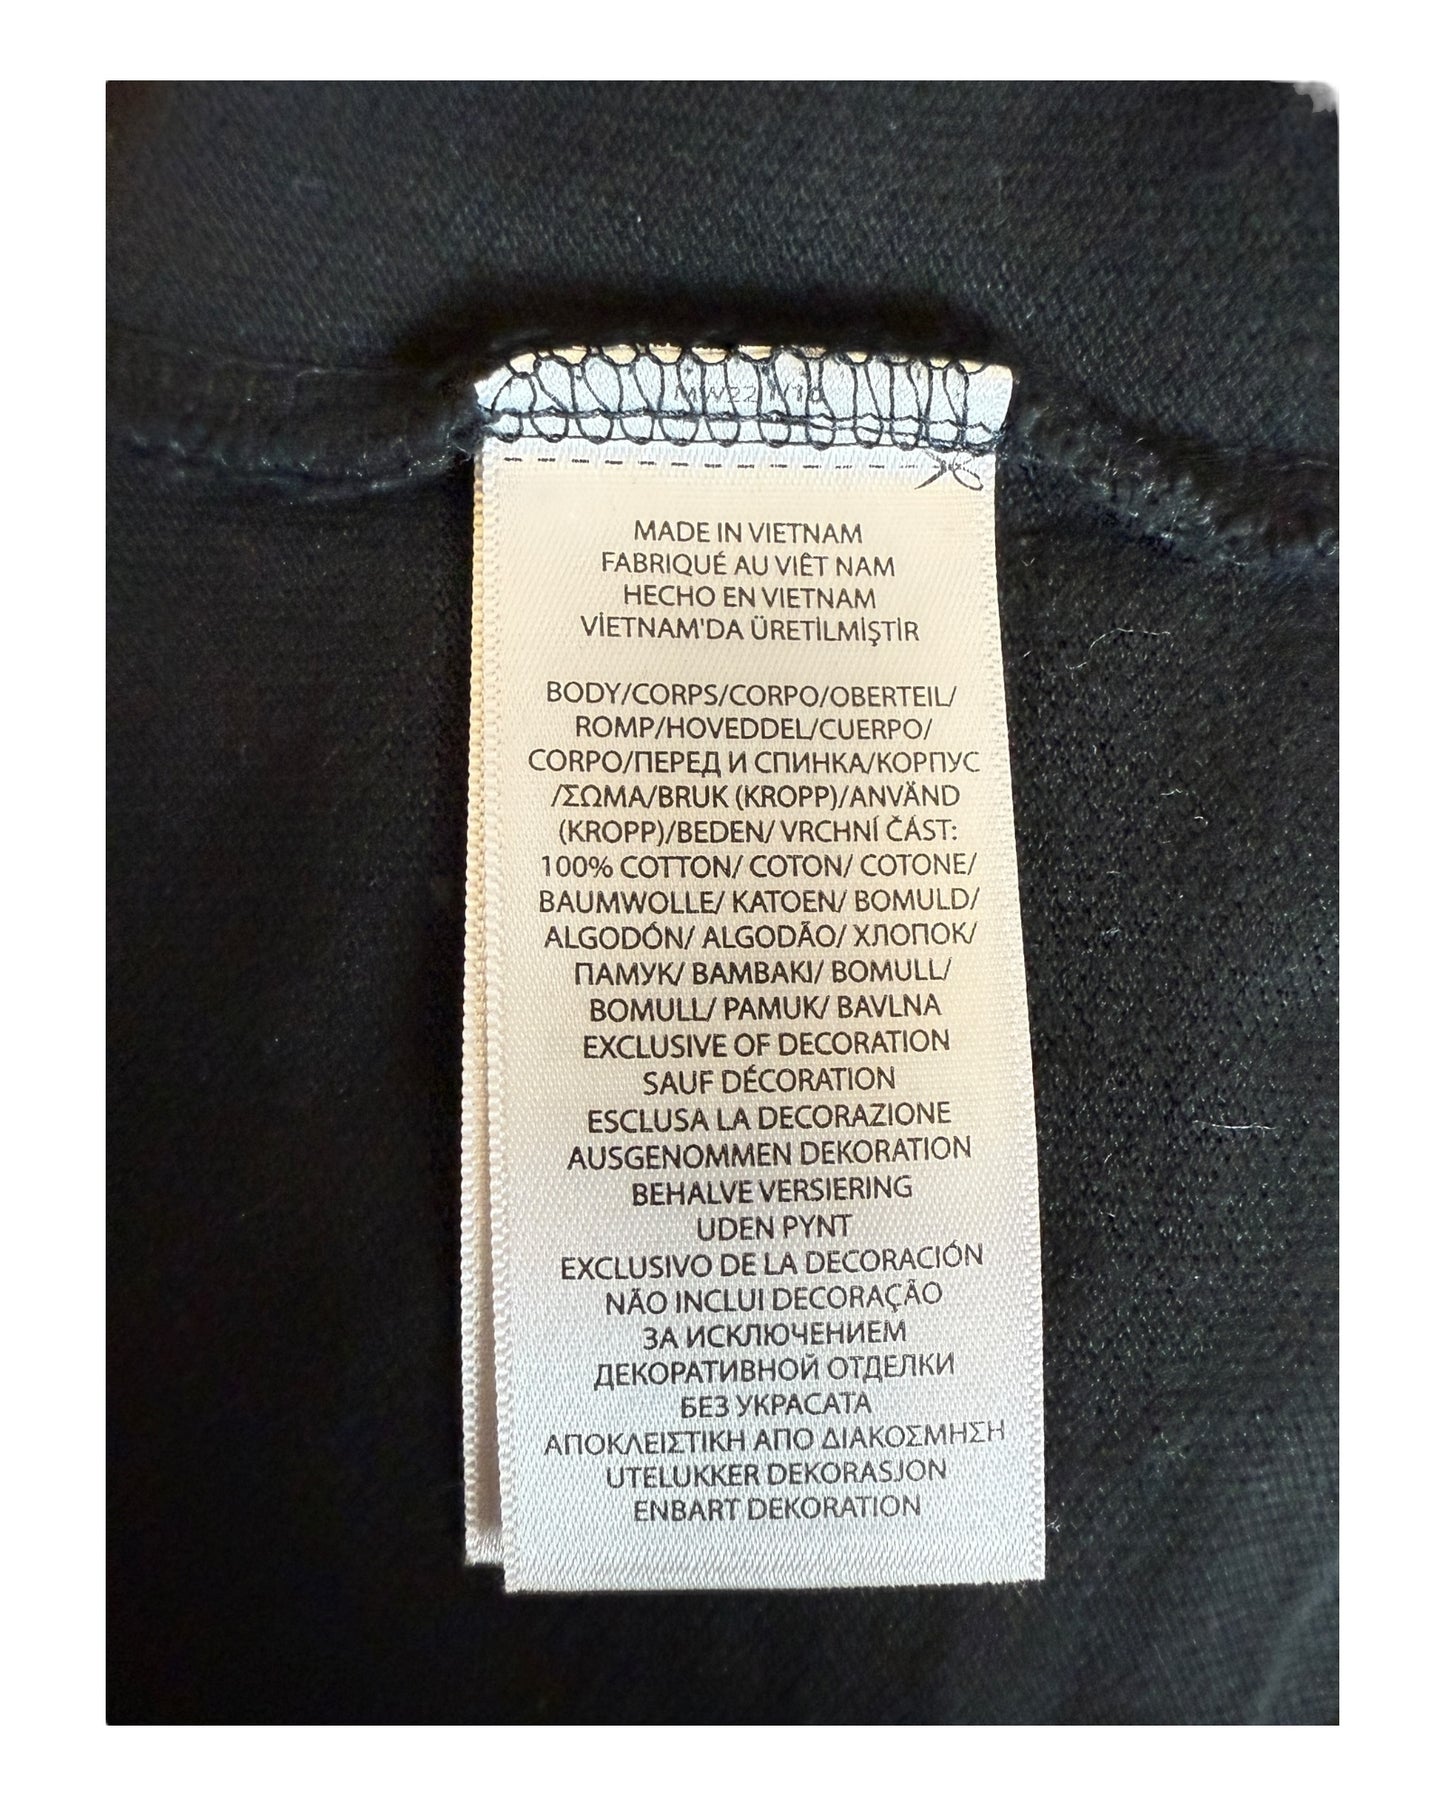 MADE IN VIETNAM
FABRIQUÉ AU VIÊT NAM
HECHO EN VIETNAM
VİETNAM'DA ÜRETİLMİŞTİR
BODY/CORPS/CORPO/OBERTEIL/
ROMP/HOVEDDEL/CUERPO/
CORPO/ПЕРЕД И СПИНКА/КОРПУС
/ΣΩΜΑ/BRUK (KROPP)/ANVÄND
(KROPP)/BEDEN/ VRCHNÍ ČÁST:
100% COTTON/ COTON/ COTONE/
BAUMWOLLE/ KATOEN/ BOMULD/
ALGODÓN/ ALGODÃO/ ХЛОПОК/
ПАМУК/ ΒΑΜΒΑΚΙ/ BOMULL/
BOMULL/ PAMUK/ BAVLNA
EXCLUSIVE OF DECORATION
SAUF DÉCORATION
ESCLUSA LA DECORAZIONE
AUSGENOMMEN DEKORATION
BEHALVE VERSIERING
UDEN PYNT
EXCLUSIVO DE LA DECORACIÓN
NÃO INCLUI DECORAÇÃO
ЗА ИСКЛЮЧЕНИЕМ
ДЕКОРАТИВНОЙ ОТДЕЛКИ
БЕЗ УКРАСАТА
ΑΠΟΚΛΕΙΣΤΙΚΗ ΑΠΟ ΔΙΑΚΟΣΜΗΣΗ
UTELUKKER DEKORASJON
ENBART DEKORATION